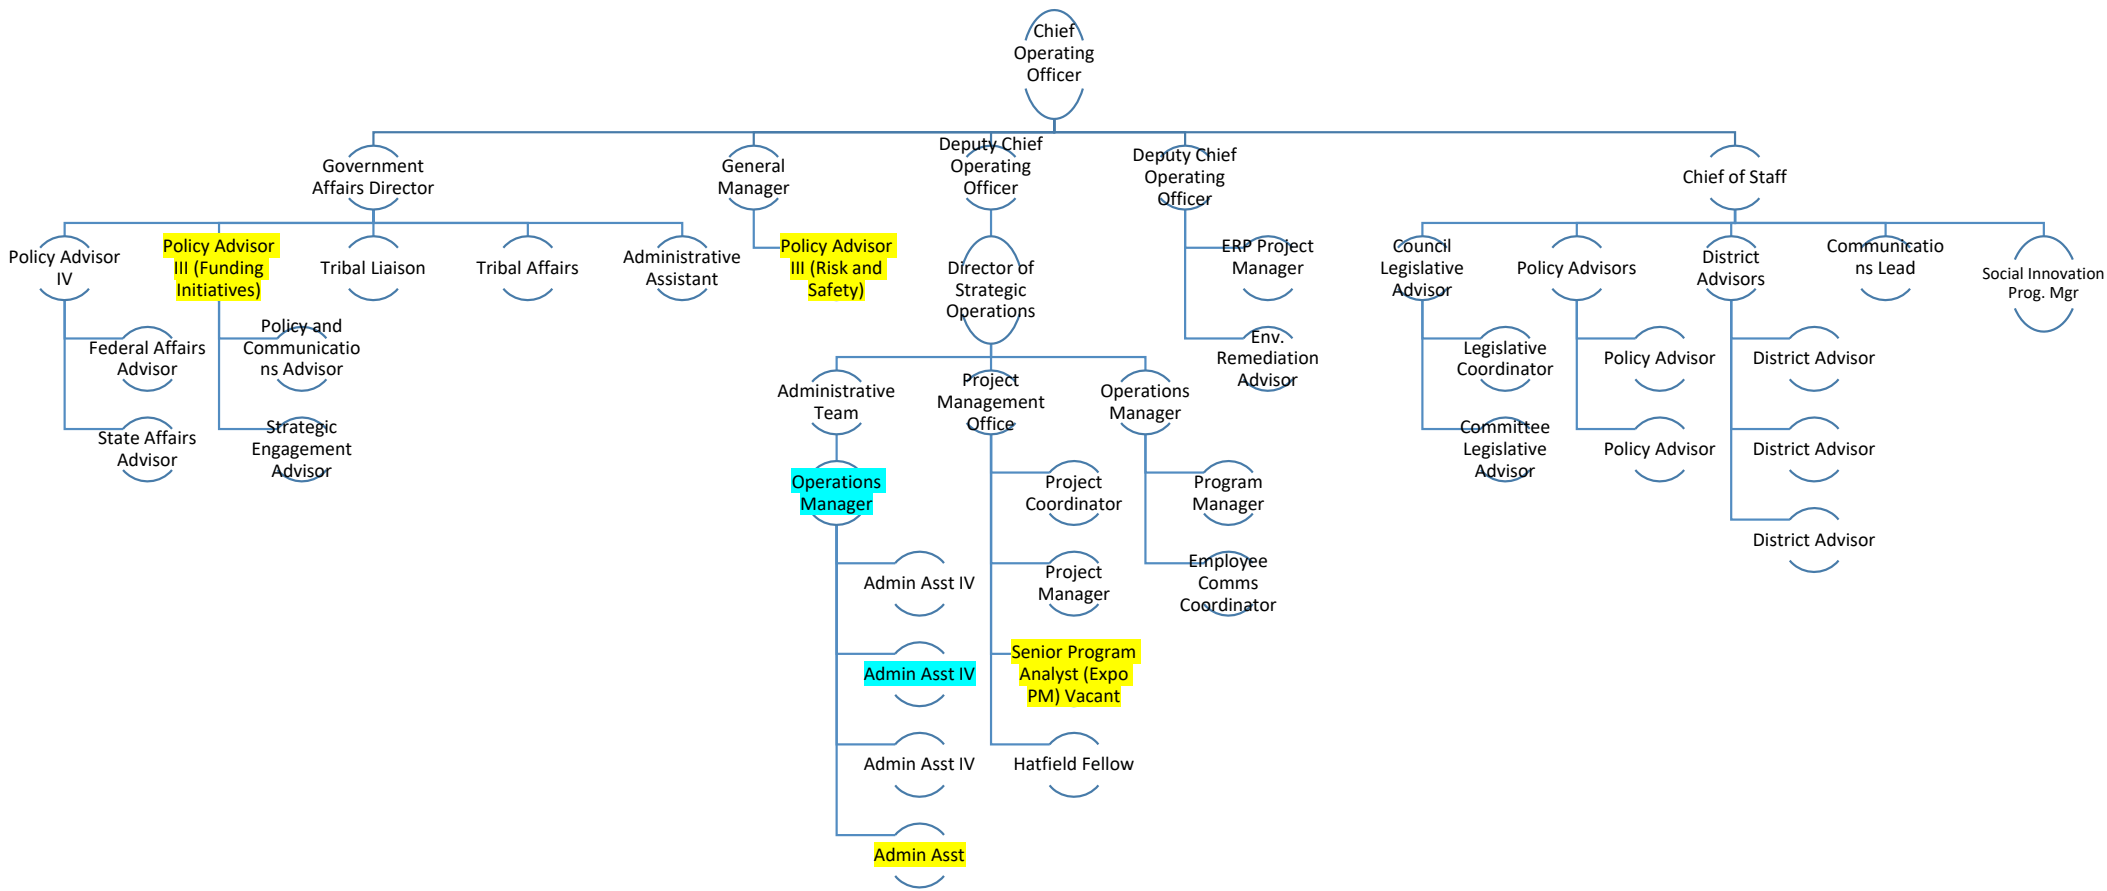 Chief
Operating
Officer
Government
Affairs Director
General
Manager
Deputy Chief
Operating
Officer
Deputy Chief
Operating
Officer
Chief of Staff
Policy Advisor
IV
Policy Advisor
III (Funding
Initiatives)
Tribal Liaison
Tribal Affairs
Administrative
Assistant
Policy Advisor
III (Risk and
Safety)
Director of
Strategic
Operations
ERP Project
Manager
Council
Legislative
Advisor
Policy Advisors
District
Advisors
Communicatio
ns Lead
Social Innovation
Prog. Mgr
Federal Affairs
Advisor
Policy and
Communicatio
ns Advisor
Env.
Remediation
Advisor
Legislative
Coordinator
Policy Advisor
District Advisor
Administrative
Team
Project
Management
Office
Operations
Manager
State Affairs
Advisor
Strategic
Engagement
Advisor
Committee
Legislative
Advisor
Policy Advisor
District Advisor
Operations
Manager
Project
Coordinator
Program
Manager
District Advisor
Admin Asst IV
Project
Manager
Employee
Comms
Coordinator
Admin Asst IV
Senior Program
Analyst (Expo
PM) Vacant
Admin Asst IV
Hatfield Fellow
Admin Asst